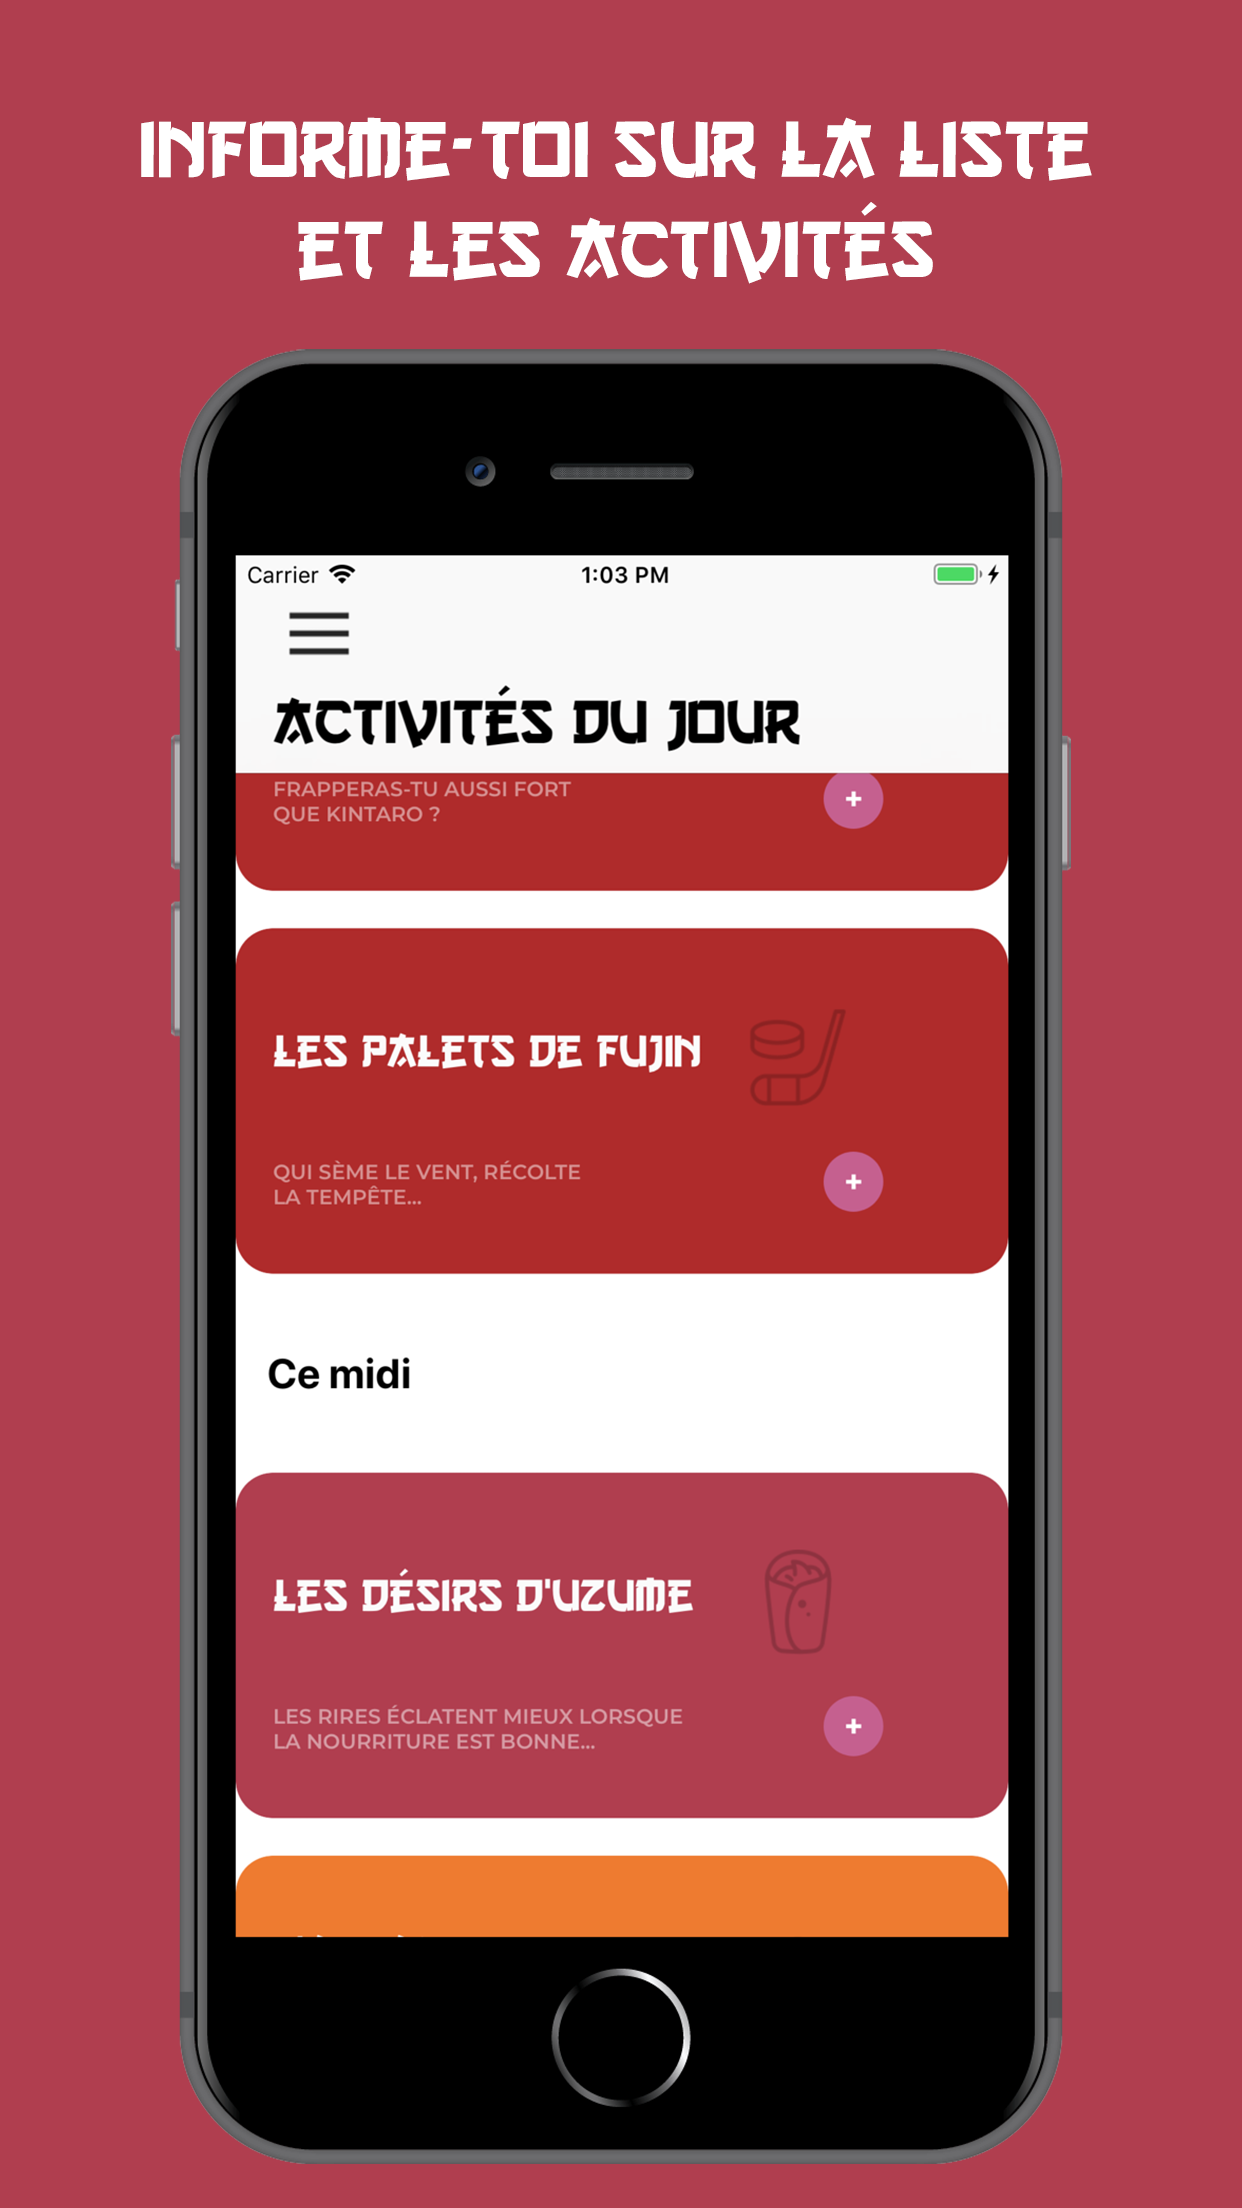 INFORME-TOI SUR LA LISTE
ET LES ACTIVITÉS
Carrier
1:03 PM
ACTIVITÉS DU JOUR
FRAPPERAS-TU AUSSI FORT
QUE KINTARO ?
+
LES PALETS DE FUJIN
QUI SÈME LE VENT, RÉCOLTE
LA TEMPÊTE...
+
Ce midi
LES DÉSIRS D'UZUME
LES RIRES ÉCLATENT MIEUX LORSQUE
LA NOURRITURE EST BONNE...
+